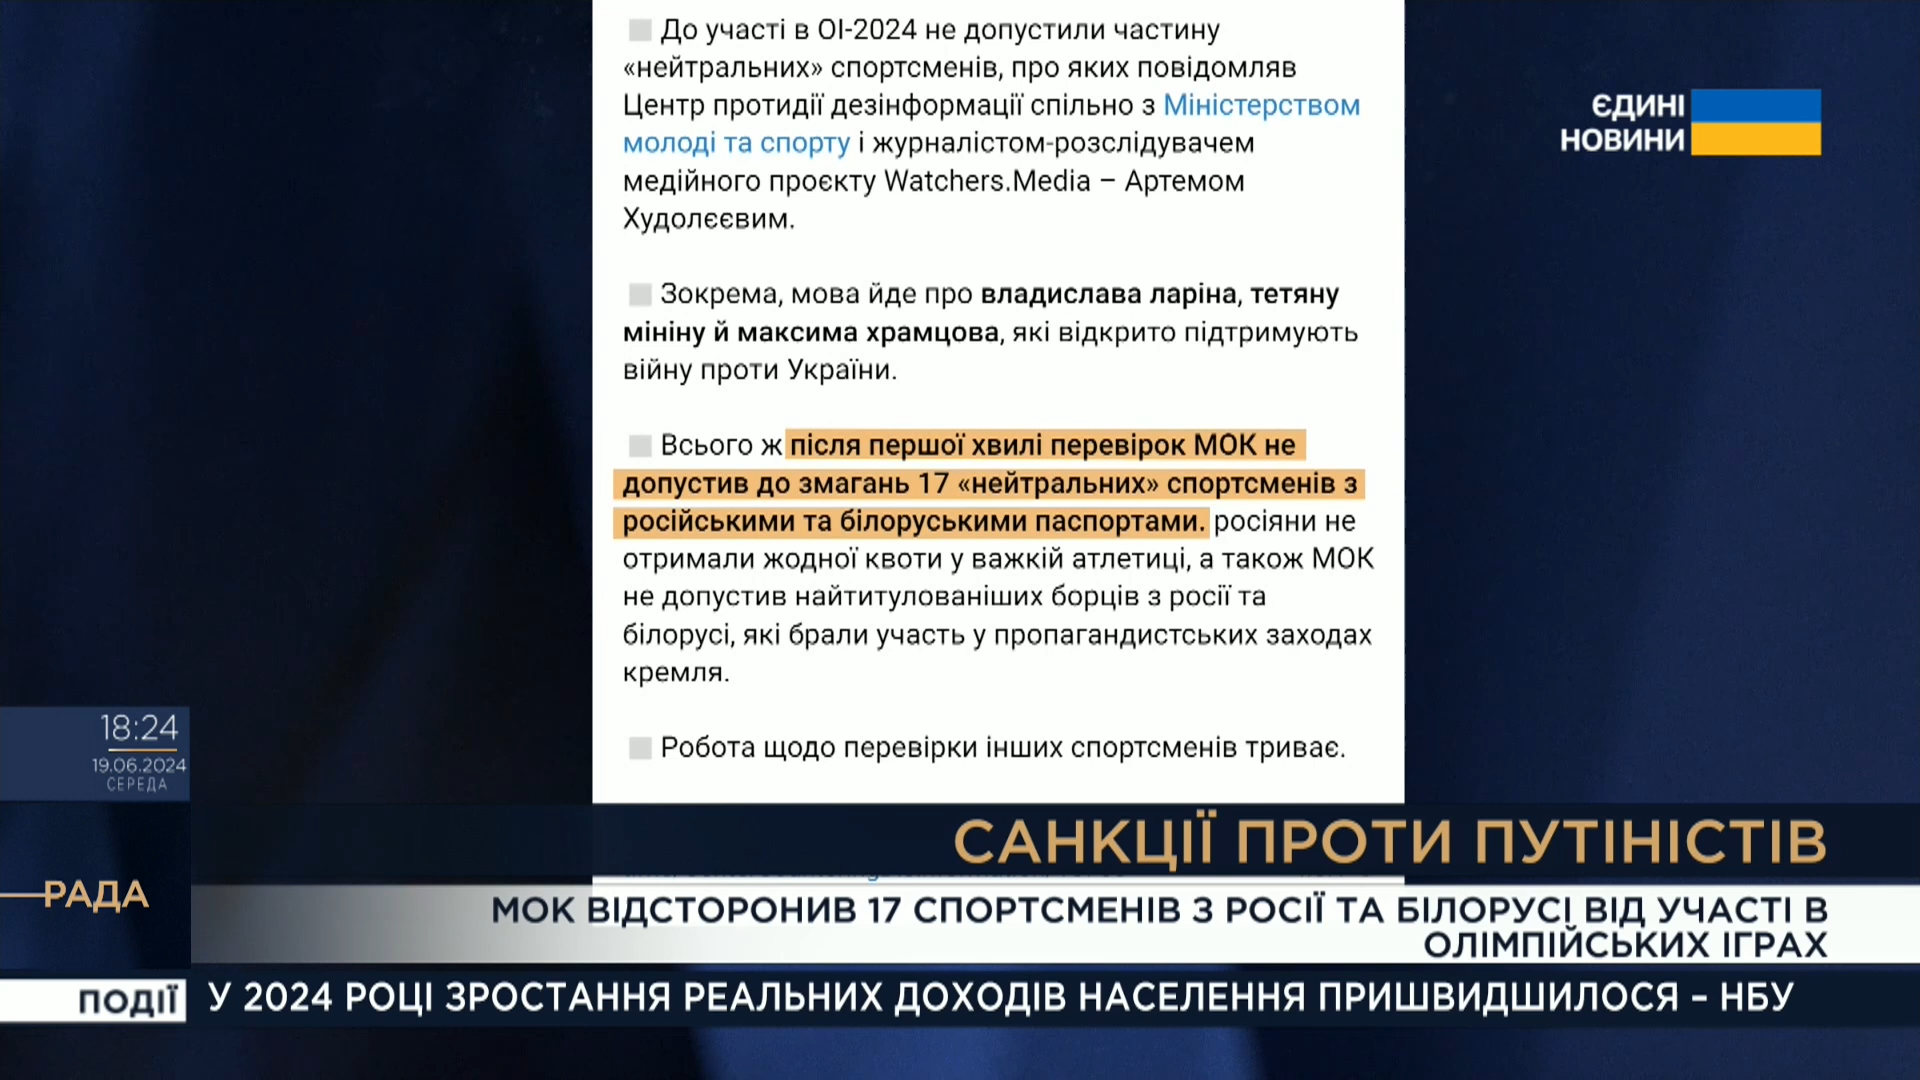 До участі в ОІ-2024 не допустили частину
«нейтральних» спортсменів, про яких повідомляв
Центр протидії дезінформації спільно з Міністерством
молоді та спорту і журналістом-розслідувачем
медійного проєкту Watchers.Media – Артемом
Худолєєвим.
Зокрема, мова йде про владислава ларіна, тетяну
мініну й максима храмцова, які відкрито підтримують
війну проти України.
Всього ж після першої хвилі перевірок МОК не
допустив до змагань 17 «нейтральних» спортсменів з
російськими та білоруськими паспортами. росіяни не
отримали жодної квоти у важкій атлетиці, а також МОК
не допустив найтитулованіших борців з росії та
білорусі, які брали участь у пропагандистських заходах
кремля.
Робота щодо перевірки інших спортсменів триває.
ЄДИНІ
НОВИНИ
18:24
19.06.2024
СЕРЕДА
РАДА
САНКЦІЇ ПРОТИ ПУТІНІСТІВ
МОК ВІДСТОРОНИВ 17 СПОРТСМЕНІВ З РОСІЇ ТА БІЛОРУСІ ВІД УЧАСТІ В
ОЛІМПІЙСЬКИХ ІГРАХ
ПОДІЇ
У 2024 РОЦІ ЗРОСТАННЯ РЕАЛЬНИХ ДОХОДІВ НАСЕЛЕННЯ ПРИШВИДШИЛОСЯ – НБУ